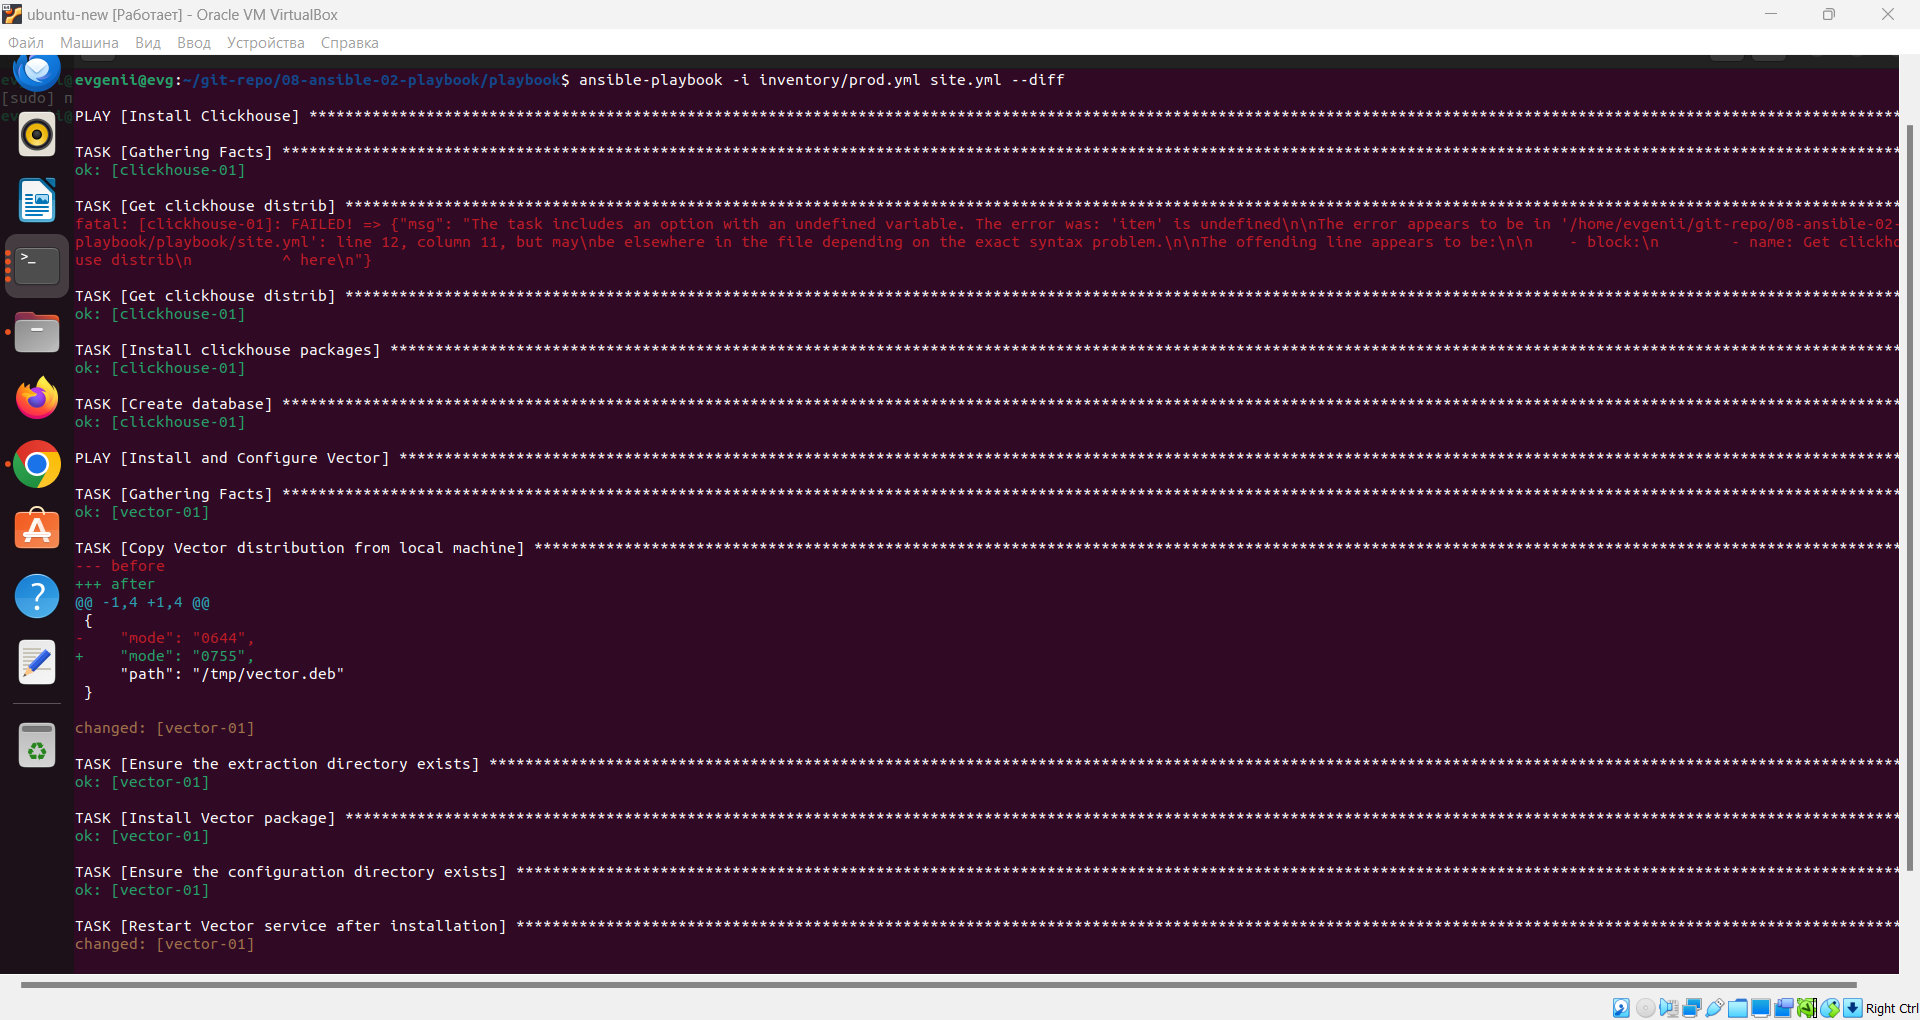 ubuntu-new [Работает] - Oracle VM VirtualBox
Файл Машина Вид Ввод Устройства Справка
evgenii@evg:~/git-repo/08-ansible-02-playbook/playbook$ ansible-playbook -i inventory/prod.yml site.yml --diff
[sudo] п
PLAY [Install Clickhouse] ****************************************************************************************************************************************************************************------
TASK [Gathering Facts] ****************************************************************************************************************************************************************************
ok: [clickhouse-01]
TASK [Get clickhouse distrib] ****************************************************************************************************************************************************************************
fatal: [clickhouse-01]: FAILED! => {"msg": "The task includes an option with an undefined variable. The error was: 'item' is undefined\n\nThe error appears to be in '/home/evgenii/git-repo/08-ansible-02-
playbook/playbook/site.yml': line 12, column 11, but may\nbe elsewhere in the file depending on the exact syntax problem.\n\nThe offending line appears to be:\n\n    - block:\n        - name: Get clickho
use distrib\n          ^ here\n"}
TASK [Get clickhouse distrib] ****************************************************************************************************************************************************************************
ok: [clickhouse-01]
TASK [Install clickhouse packages] ***********************************************************************************************************************************************************************
ok: [clickhouse-01]
TASK [Create database] ****************************************************************************************************************************************************************************
ok: [clickhouse-01]
PLAY [Install and Configure Vector] **********************************************************************************************************************************************************************
TASK [Gathering Facts] ****************************************************************************************************************************************************************************
ok: [vector-01]
TASK [Copy Vector distribution from local machine] *******************************************************************************************************************************************************
--- before
+++ after
@@ -1,4 +1,4 @@
 {
-    "mode": "0644",
+    "mode": "0755",
     "path": "/tmp/vector.deb"
 }
changed: [vector-01]
TASK [Ensure the extraction directory exists] ************************************************************************************************************************************************************
ok: [vector-01]
TASK [Install Vector package] ****************************************************************************************************************************************************************************
ok: [vector-01]
TASK [Ensure the configuration directory exists] *********************************************************************************************************************************************************
ok: [vector-01]
TASK [Restart Vector service after installation] *********************************************************************************************************************************************************
changed: [vector-01]
Right Ctrl